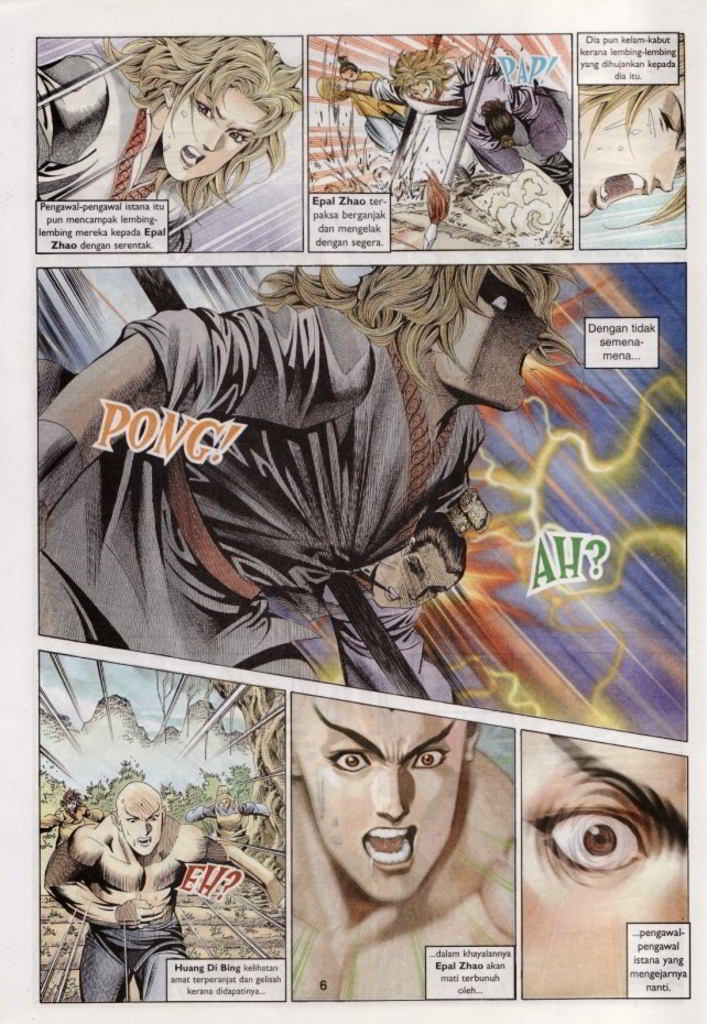 Pengawal-pengawal istana itu
pun mencampak lembing-
lembing mereka kepada Epal
Zhao dengan serentak.
PAP!
Epal Zhao ter-
paksa berganjak
dan mengelak
dengan segera.
Dia pun kelam-kabut
kerana lembing-lembing
yang dihujankan kepada
dia itu.
Dengan tidak
semena-
mena...
PONG!
AH?
EH?
Huang Di Bing kelihatan
amat terperanjat dan gelisah
kerana didapatinya...
...dalam khayalannya
Epal Zhao akan
mati terbunuh
oleh...
...pengawal-
pengawal
istana yang
mengejarnya
nanti.
6